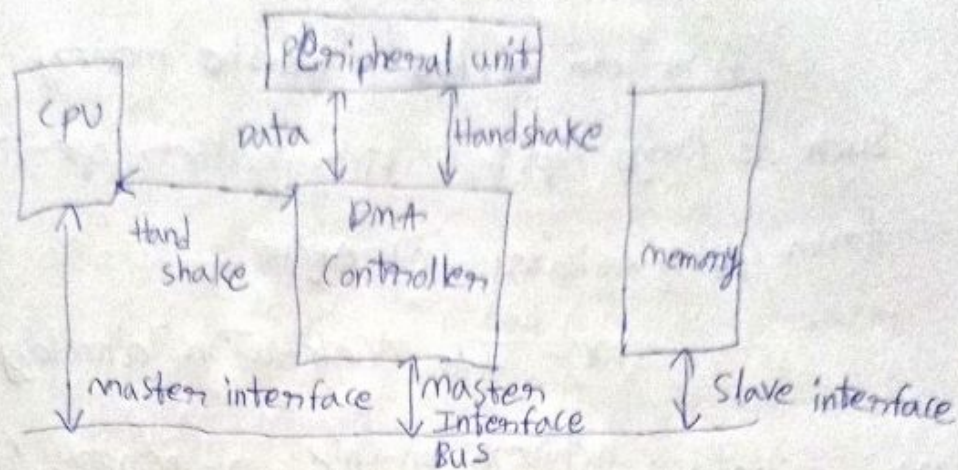 Peripheral unit
CPU
Data
Handshake
Hand
shake
DMA
Controller
memory
master interface
master
Interface
Slave interface
BUS